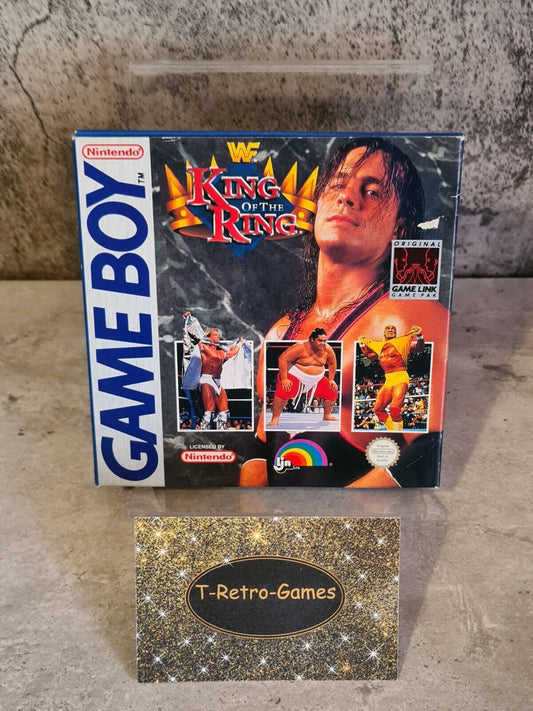 Nintendo
GAME BOY
TM
WF
KING
OF THE
RING
ORIGINAL
GAME LINK
GAME PAK
LICENSED BY
Nintendo
LJN
T-Retro-Games